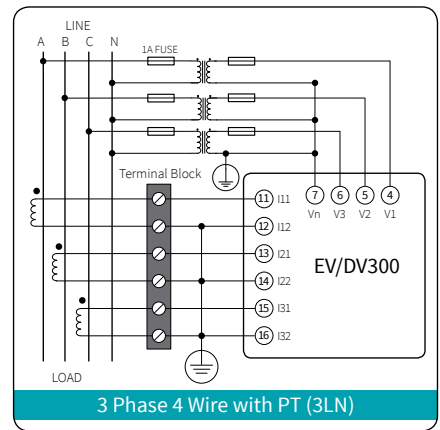 LINE
A B C N
1A FUSE
Terminal Block
7 6 5 4
Vn V3 V2 V1
11 I11
12 I12
13 I21
14 I22
15 I31
16 I32
EV/DV300
LOAD
3 Phase 4 Wire with PT (3LN)